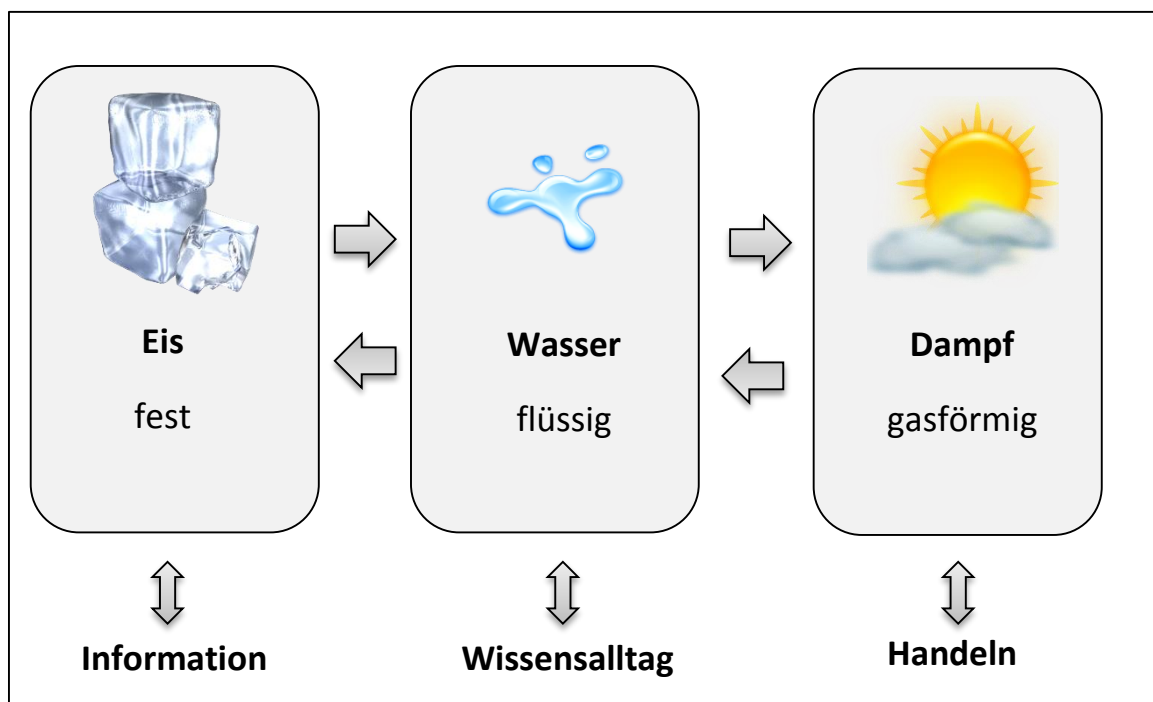 Eis
fest
Wasser
flüssig
Dampf
gasförmig
Information
Wissensalltag
Handeln